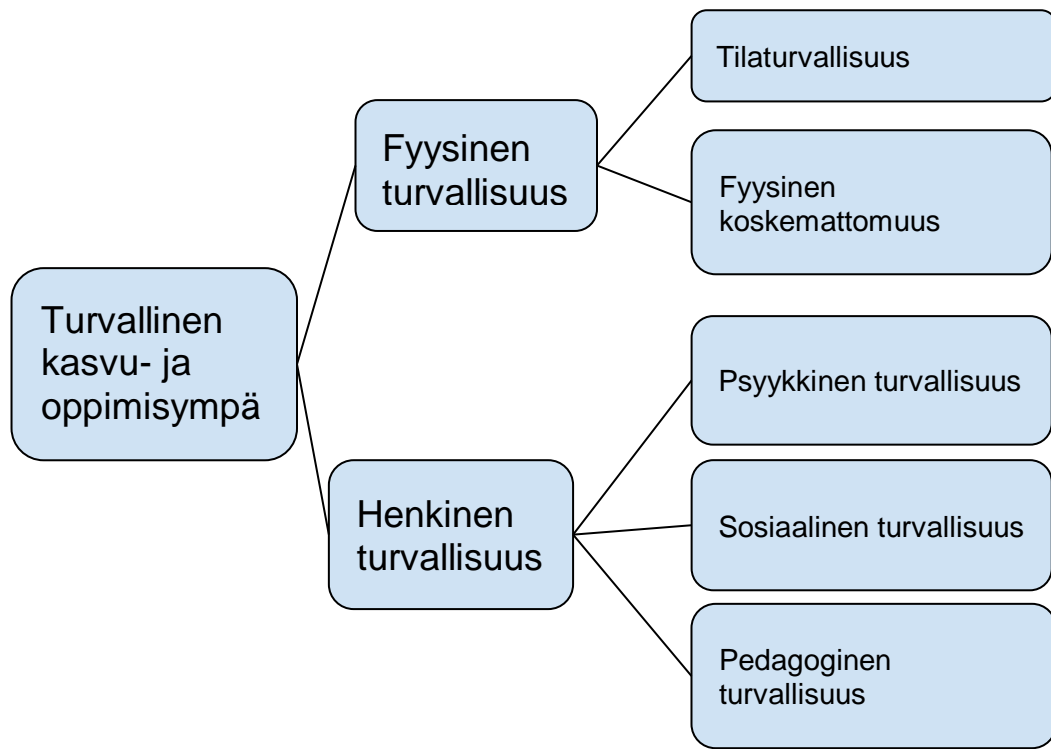 Turvallinen
kasvu- ja
oppimisympä
Fyysinen
turvallisuus
Tilaturvallisuus
Fyysinen
koskemattomuus
Henkinen
turvallisuus
Psyykkinen turvallisuus
Sosiaalinen turvallisuus
Pedagoginen
turvallisuus